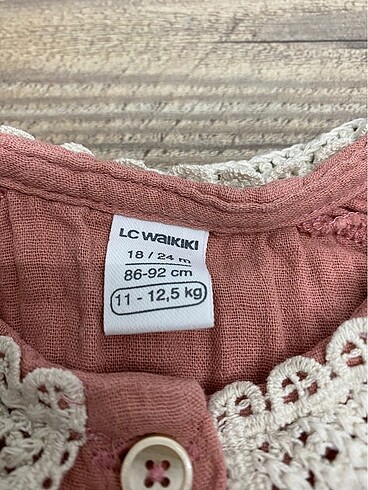 LC WAIKIKI
18 / 24 m
86-92 cm
11 - 12,5 kg